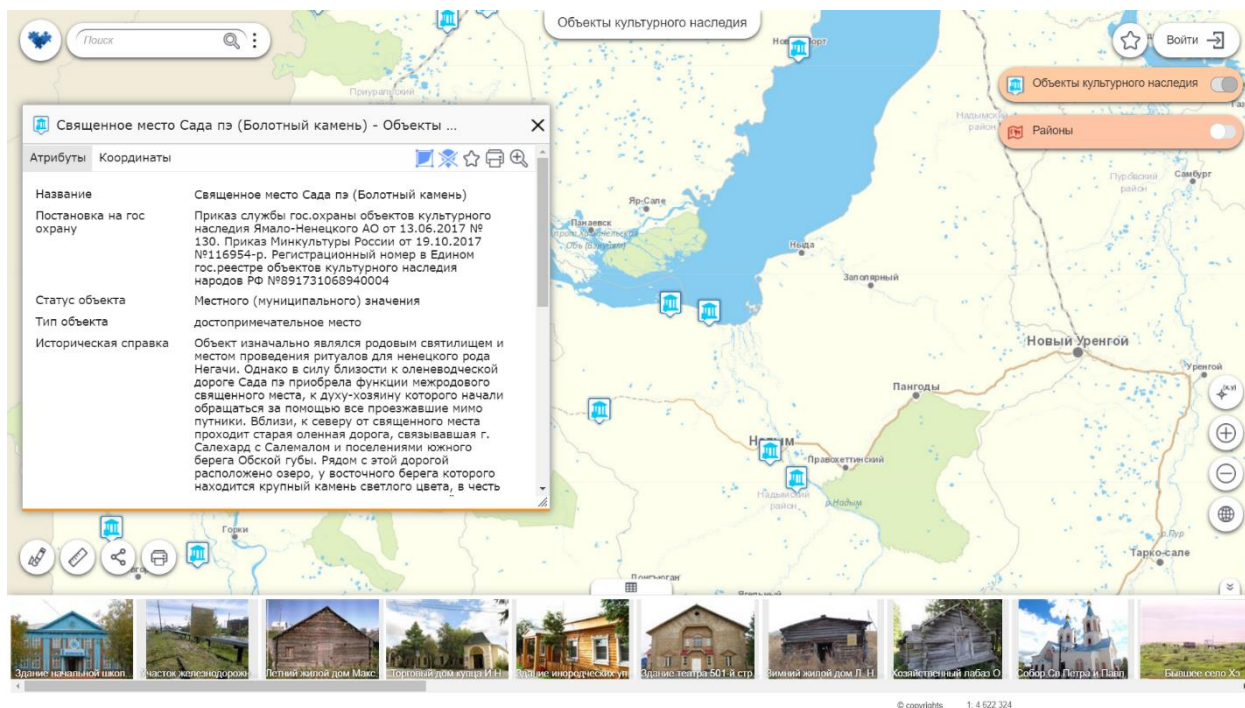 Объекты культурного наследия
Поиск
Войти
Объекты культурного наследия
Районы
Священное место Сада пэ (Болотный камень) - Объекты ...
Атрибуты Координаты
Название Священное место Сада пэ (Болотный камень)
Постановка на гос охрану
Приказ службы гос.охраны объектов культурного
наследия Ямало-Ненецкого АО от 13.06.2017 №
130. Приказ Минкультуры России от 19.10.2017
№116954-р. Регистрационный номер в Едином
гос.реестре объектов культурного наследия
народов РФ №891731068940004
Статус объекта Местного (муниципального) значения
Тип объекта достопримечательное место
Историческая справка Объект изначально являлся родовым святилищем и
местом проведения ритуалов для ненецкого рода
Негачи. Однако в силу близости к оленеводческой
дороге Сада пэ приобрела функции межродового
священного места, к духу-хозяину которого начали
обращаться за помощью все проезжавшие мимо
путники. Вблизи, к северу от священного места
проходит старая оленная дорога, связывавшая г.
Салехард с Салемалом и поселениями южного
берега Обской губы. Рядом с этой дорогой
расположено озеро, у восточного берега которого
находится крупный камень светлого цвета, в честь
Приуральский
Надымский
район
Пуровский
район
Самбург
Яр-Сале
Панаевск
Ныда
Заполярный
Новый Уренгой
Уренгой
Пангоды
(x,y)
Правохеттинский
Надымский
район
р.Надым
Горки
р.Пур
Тарко-сале
Здание начальной школ
Участок железнодорожн
Летний жилой дом Макс
Торговый дом купца И.Н
Здание инородческих уп
Здание театра 501-й стр
Зимний жилой дом Л. Н.
Хозяйственный лабаз О.
Собор Св.Петра и Павл
Бывшее село Хэ
© copyrights 1: 4 622 324